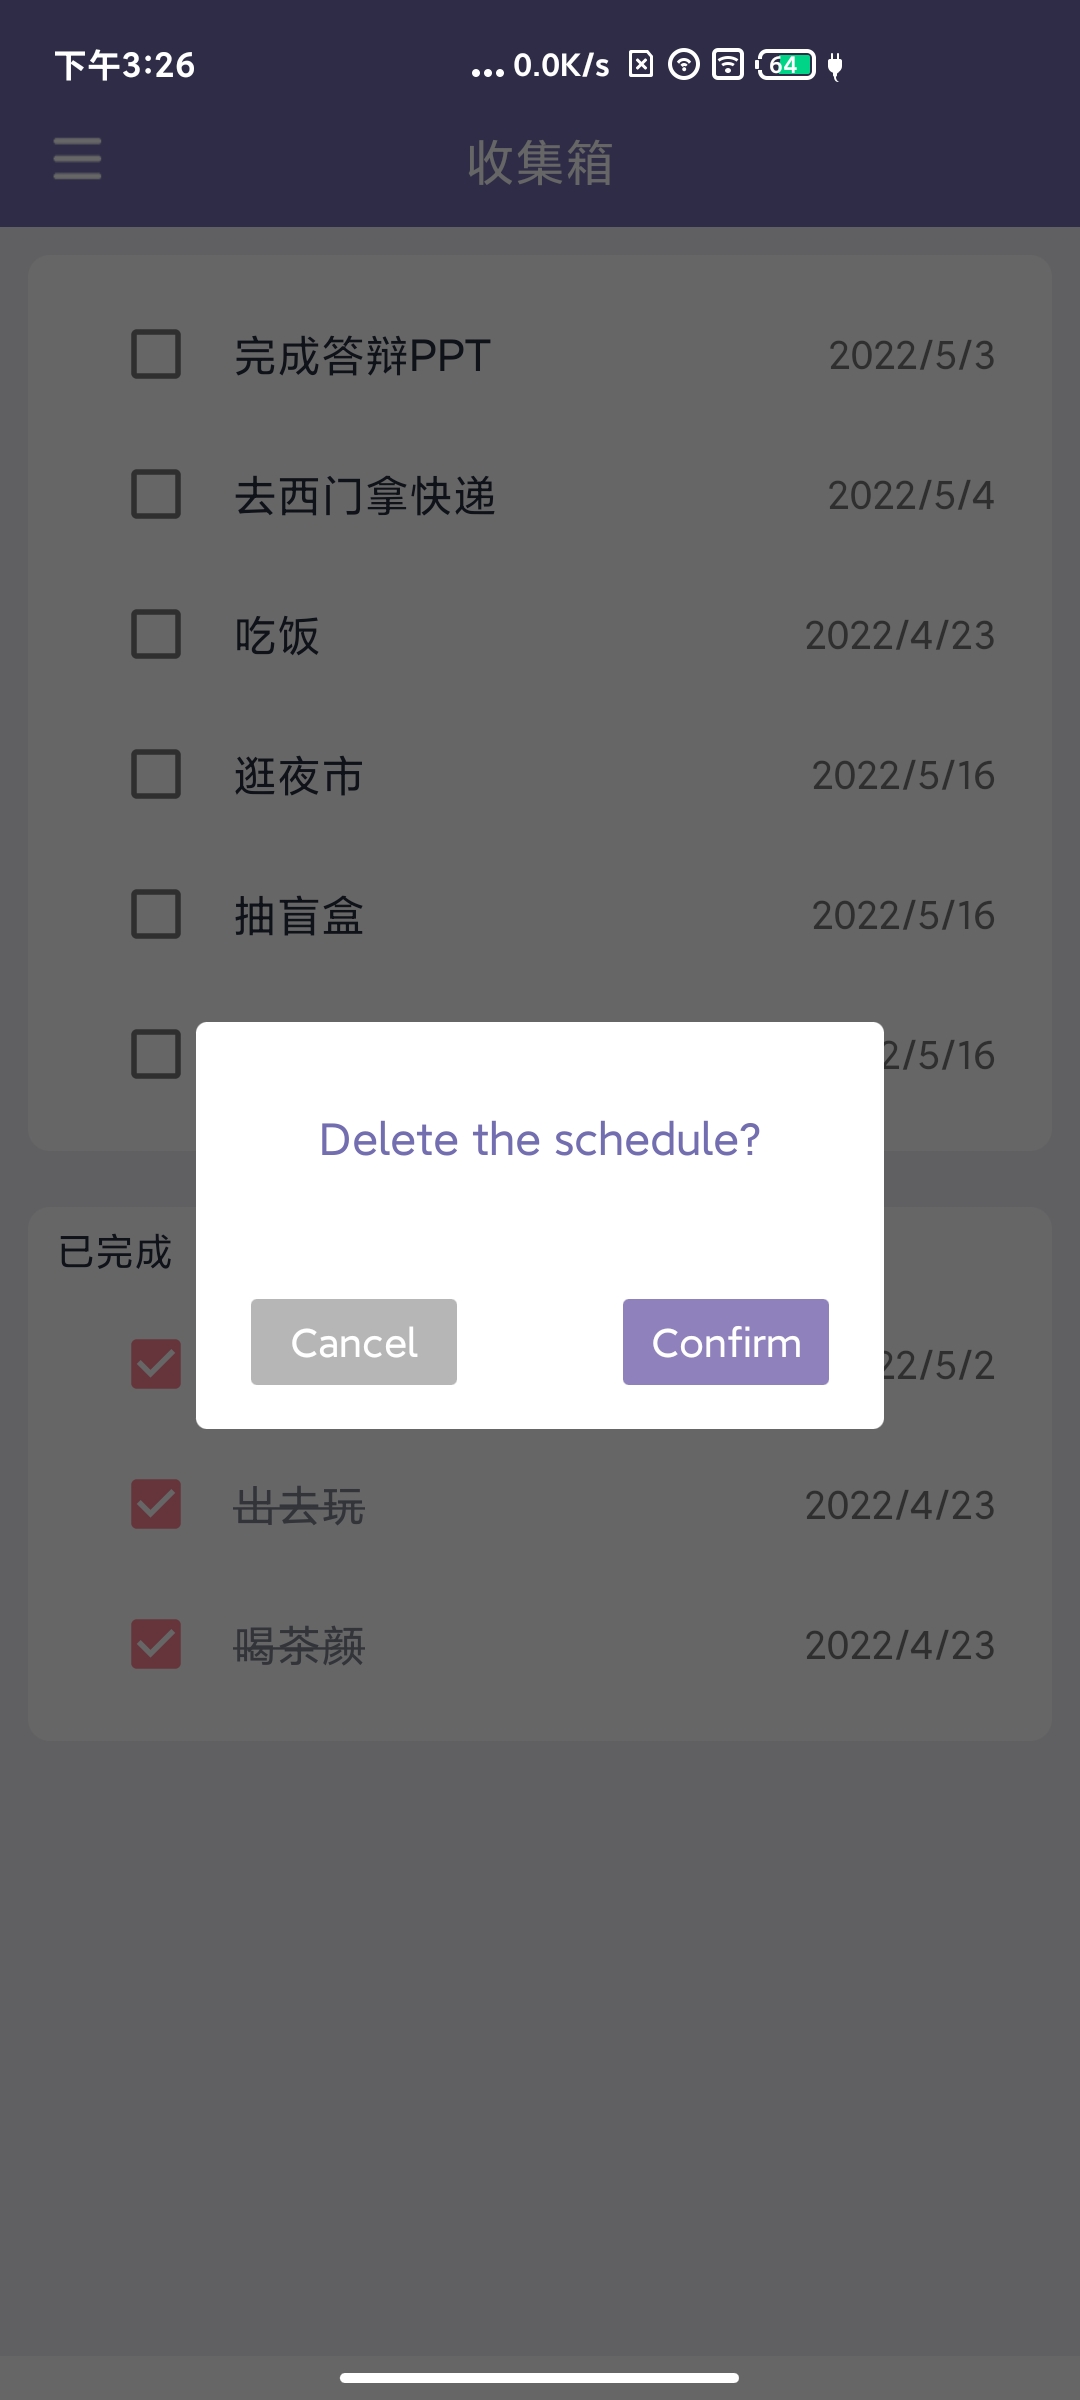 下午3:26 ... 0.0K/s 64
收集箱
完成答辩PPT 2022/5/3
去西门拿快递 2022/5/4
吃饭 2022/4/23
逛夜市 2022/5/16
抽盲盒 2022/5/16
2/5/16
Delete the schedule?
已完成
Cancel Confirm
22/5/2
出去玩 2022/4/23
喝茶颜 2022/4/23